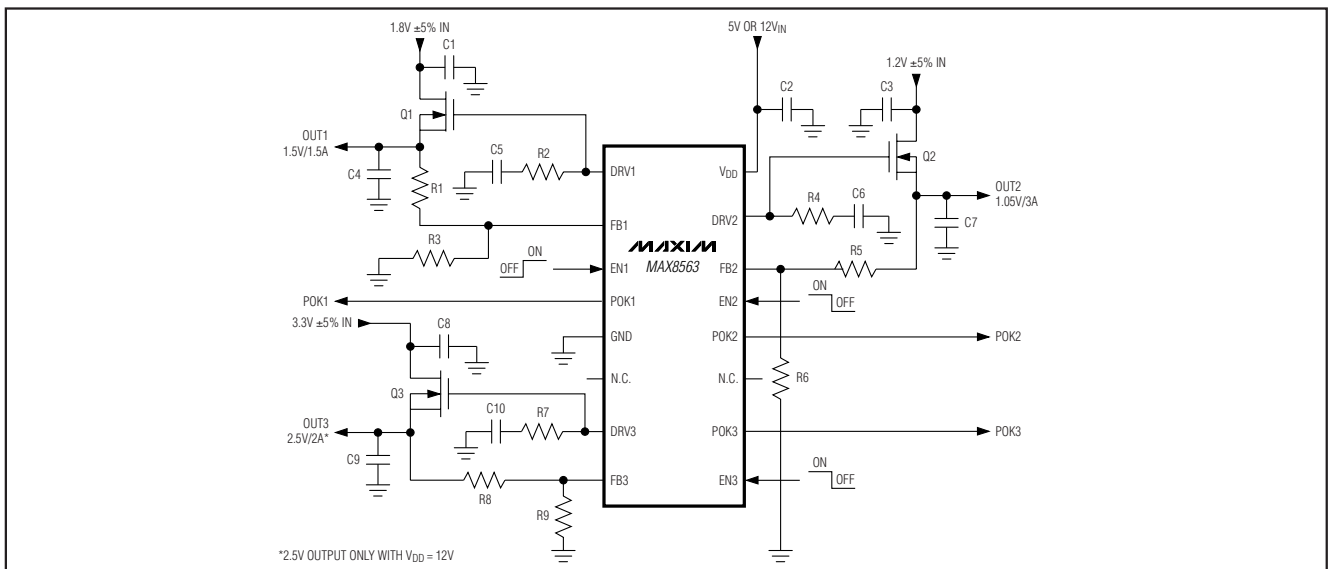 1.8V ±5% IN
C1
Q1
OUT1
1.5V/1.5A
C4
R1
C5
R2
R3
OFF
ON
POK1
3.3V ±5% IN
C8
Q3
OUT3
2.5V/2A*
C9
C10
R7
R8
R9
*2.5V OUTPUT ONLY WITH VDD = 12V
DRV1
FB1
EN1
POK1
GND
N.C.
DRV3
FB3
MAXIM
MAX8563
VDD
DRV2
FB2
EN2
POK2
N.C.
POK3
EN3
5V OR 12VIN
C2
1.2V ±5% IN
C3
Q2
OUT2
1.05V/3A
R4
C6
C7
R5
ON
OFF
POK2
R6
POK3
ON
OFF